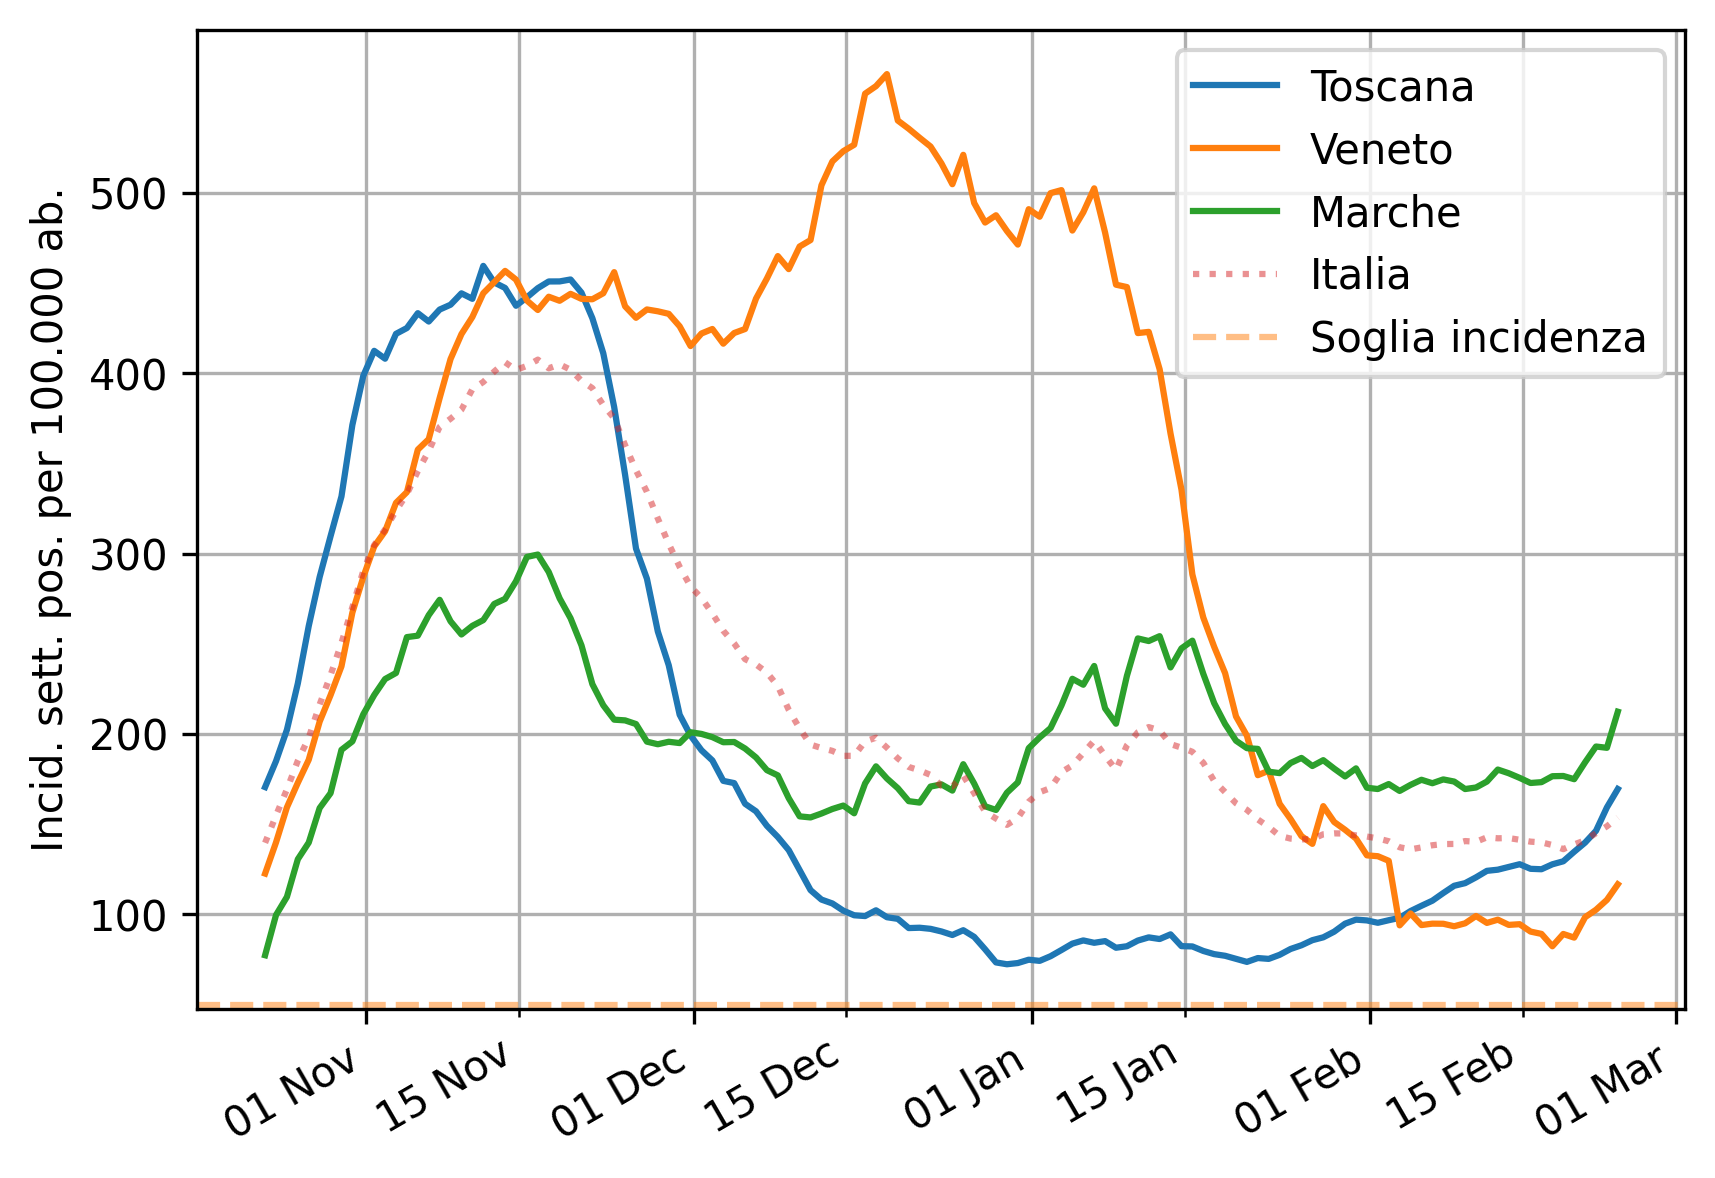 Incid. sett. pos. per 100.000 ab.
500
400
300
200
100
Toscana
Veneto
Marche
Italia
Soglia incidenza
01 Nov
15 Nov
01 Dec
15 Dec
01 Jan
15 Jan
01 Feb
15 Feb
01 Mar